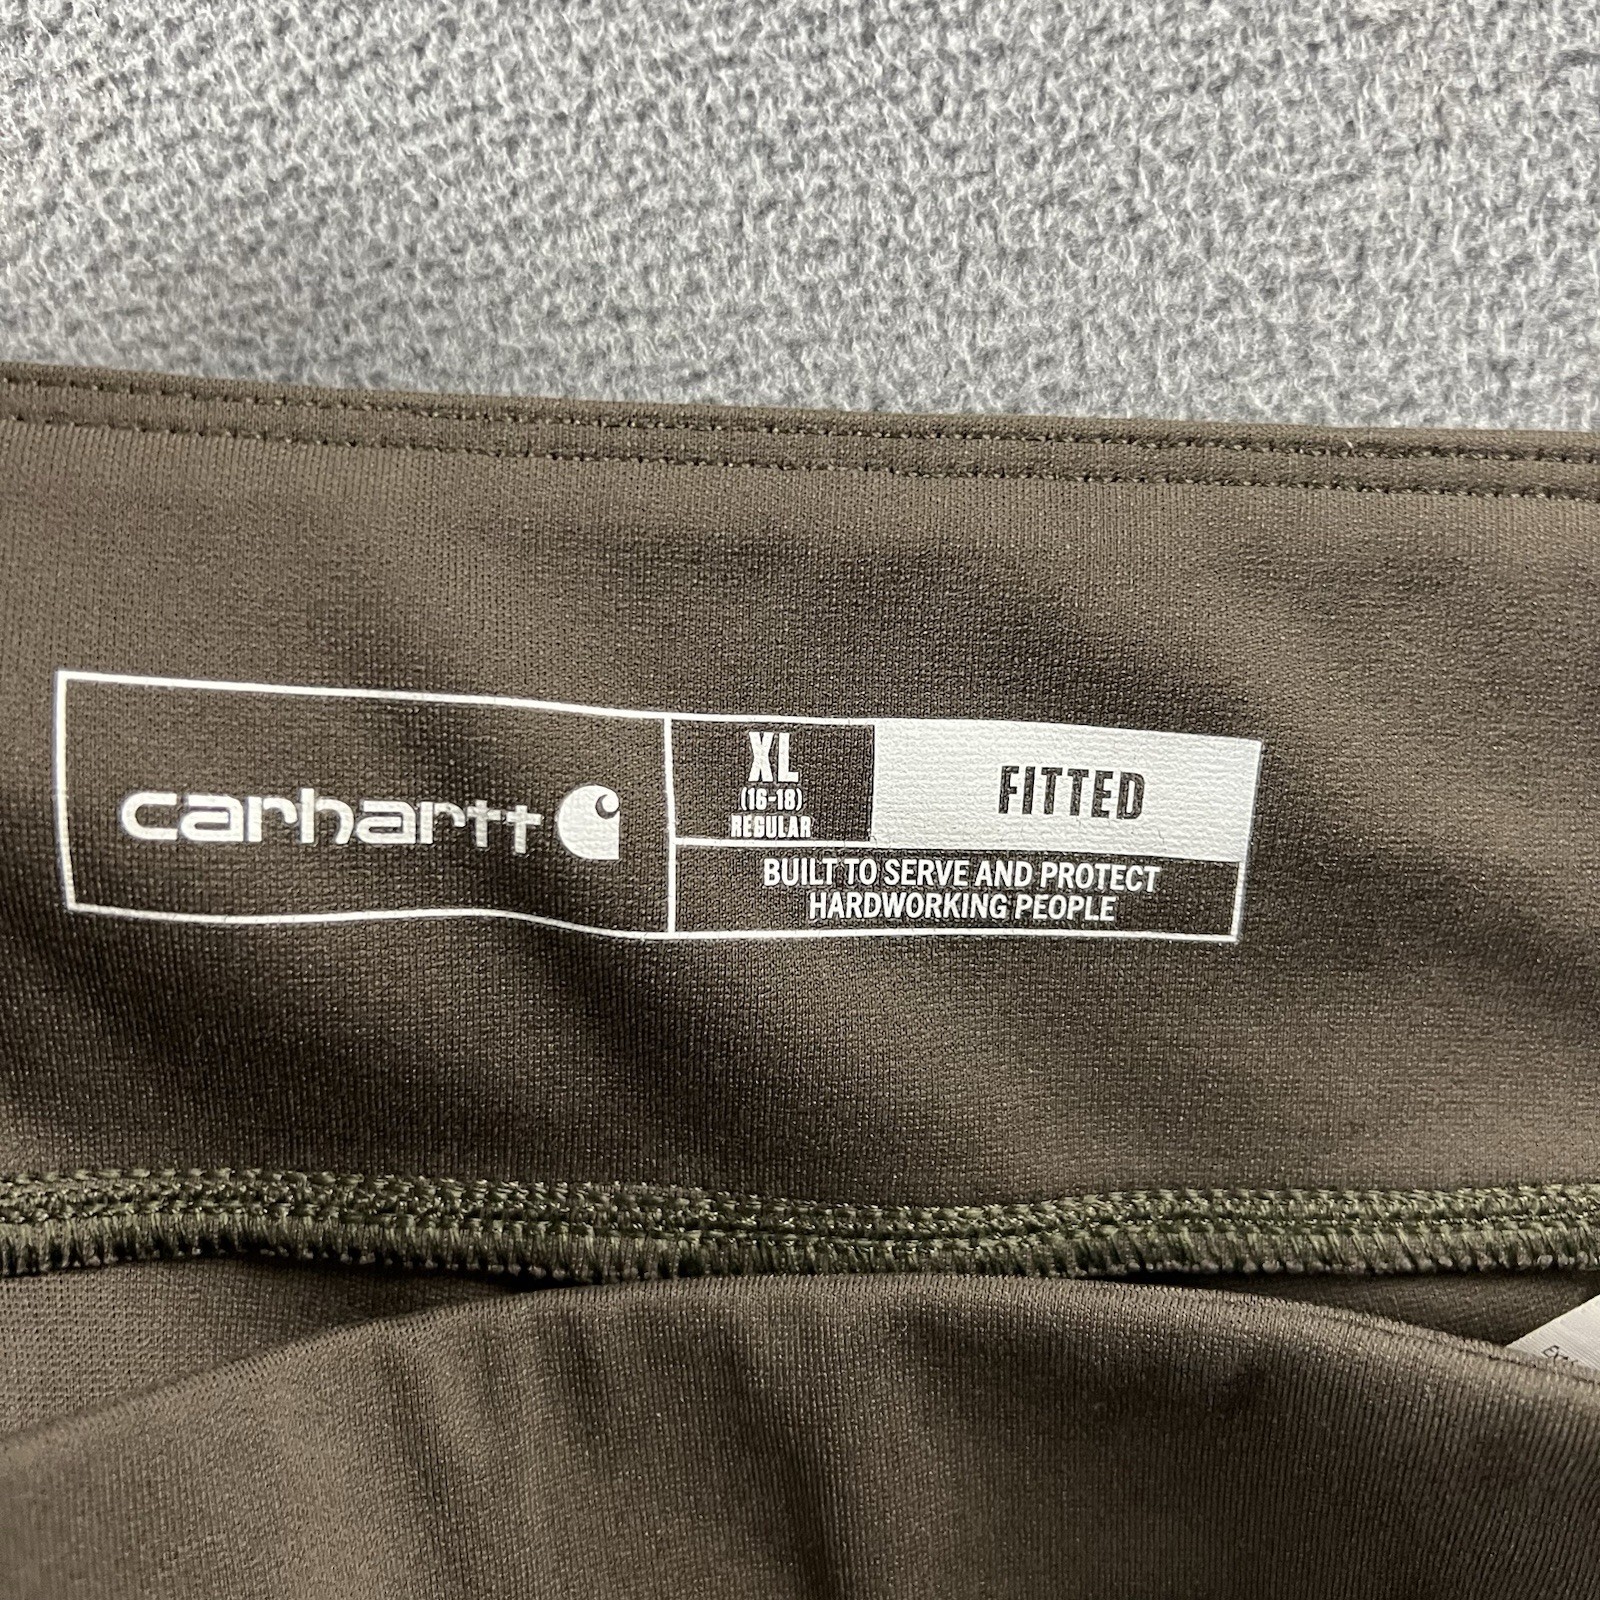 carhartt
XL
(16-18)
REGULAR
FITTED
BUILT TO SERVE AND PROTECT
HARDWORKING PEOPLE